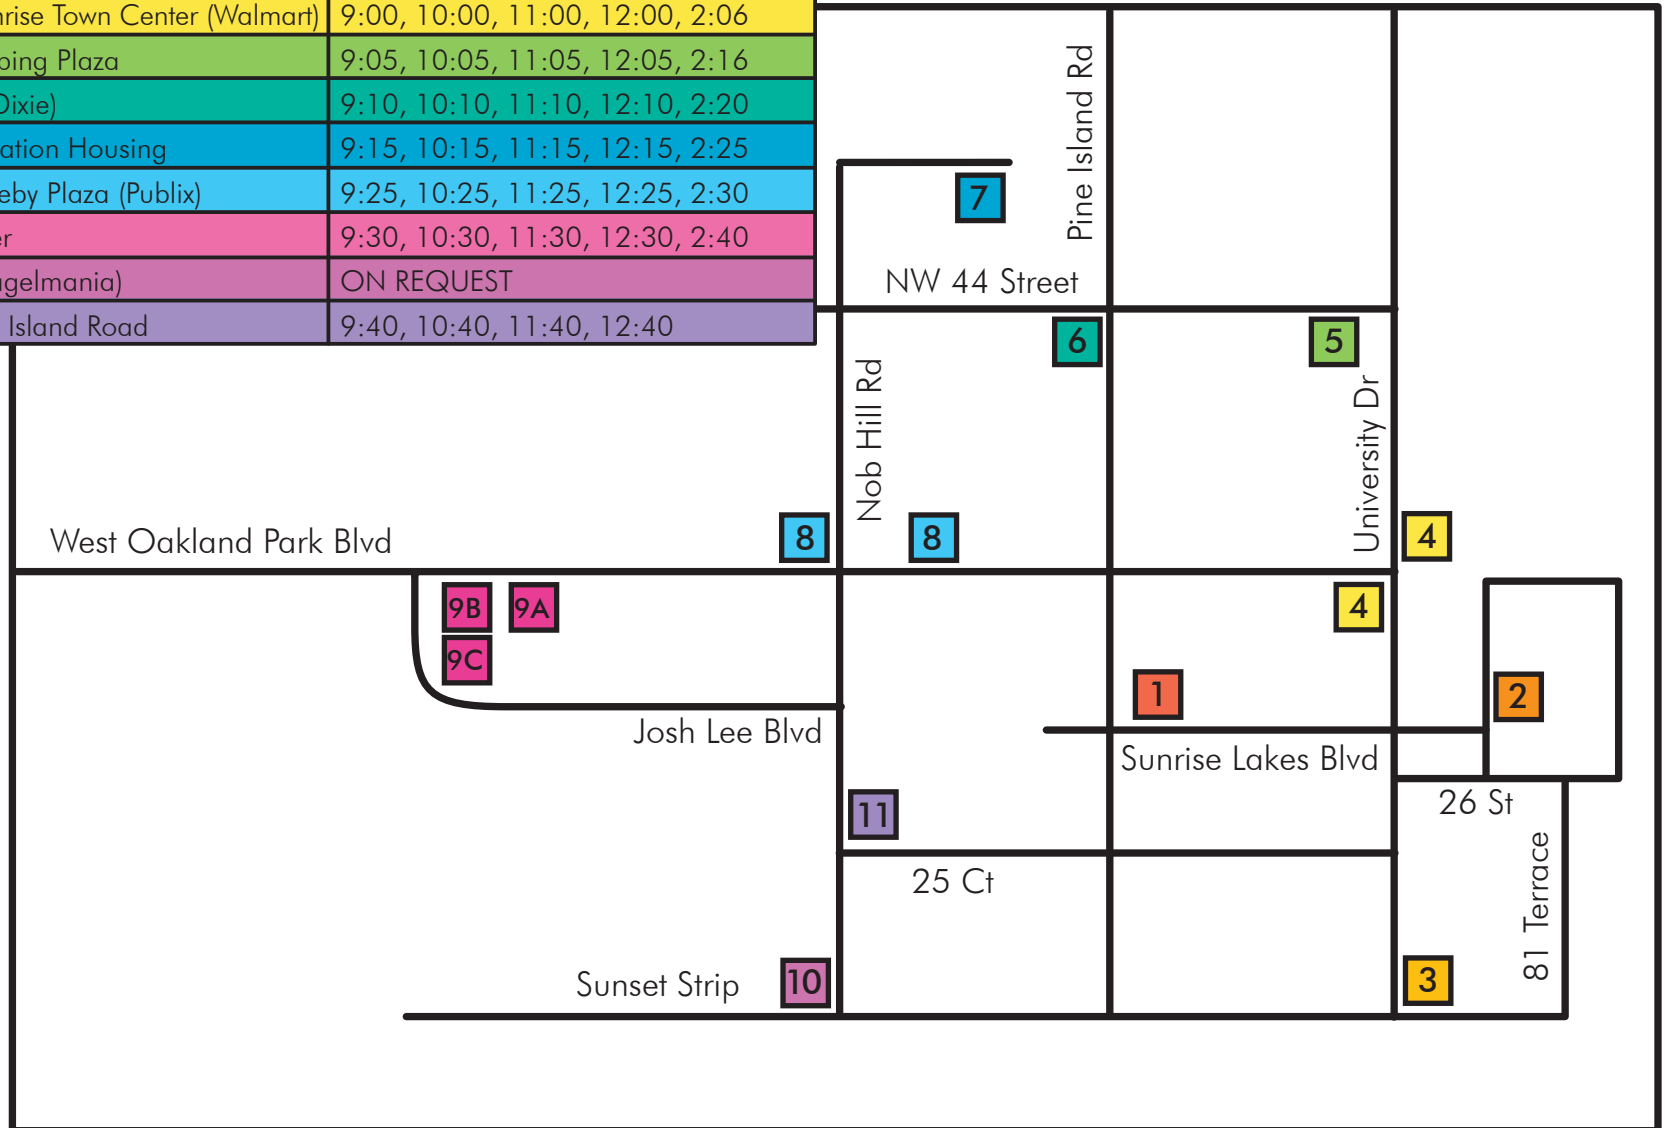 nrise Town Center (Walmart) 9:00, 10:00, 11:00, 12:00, 2:06
ping Plaza 9:05, 10:05, 11:05, 12:05, 2:16
Dixie) 9:10, 10:10, 11:10, 12:10, 2:20
ation Housing 9:15, 10:15, 11:15, 12:15, 2:25
eby Plaza (Publix) 9:25, 10:25, 11:25, 12:25, 2:30
er 9:30, 10:30, 11:30, 12:30, 2:40
agelmania) ON REQUEST
Island Road 9:40, 10:40, 11:40, 12:40
Pine Island Rd
7
NW 44 Street
6
5
Nob Hill Rd
University Dr
West Oakland Park Blvd
8
8
4
9B
9A
4
9C
1
2
Josh Lee Blvd
Sunrise Lakes Blvd
26 St
11
25 Ct
81 Terrace
Sunset Strip
10
3